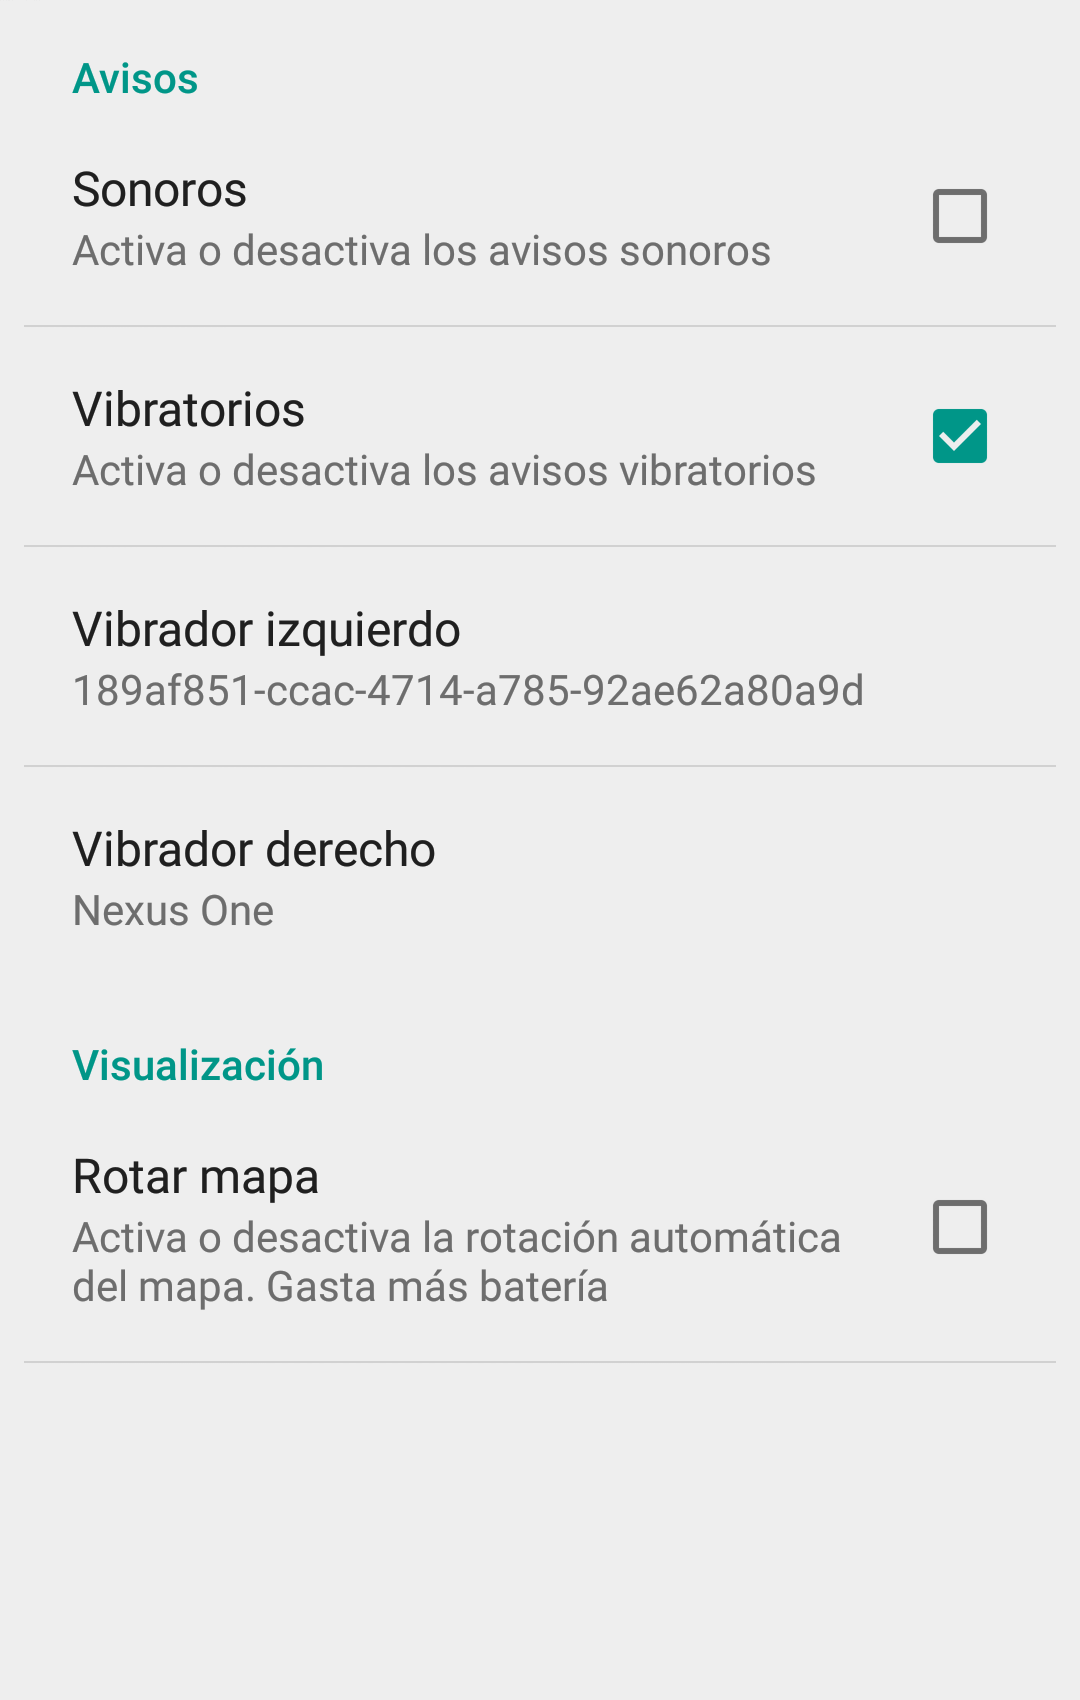 Avisos
Sonoros
Activa o desactiva los avisos sonoros
Vibratorios
Activa o desactiva los avisos vibratorios
Vibrador izquierdo
189af851-ccac-4714-a785-92ae62a80a9d
Vibrador derecho
Nexus One
Visualización
Rotar mapa
Activa o desactiva la rotación automática
del mapa. Gasta más batería